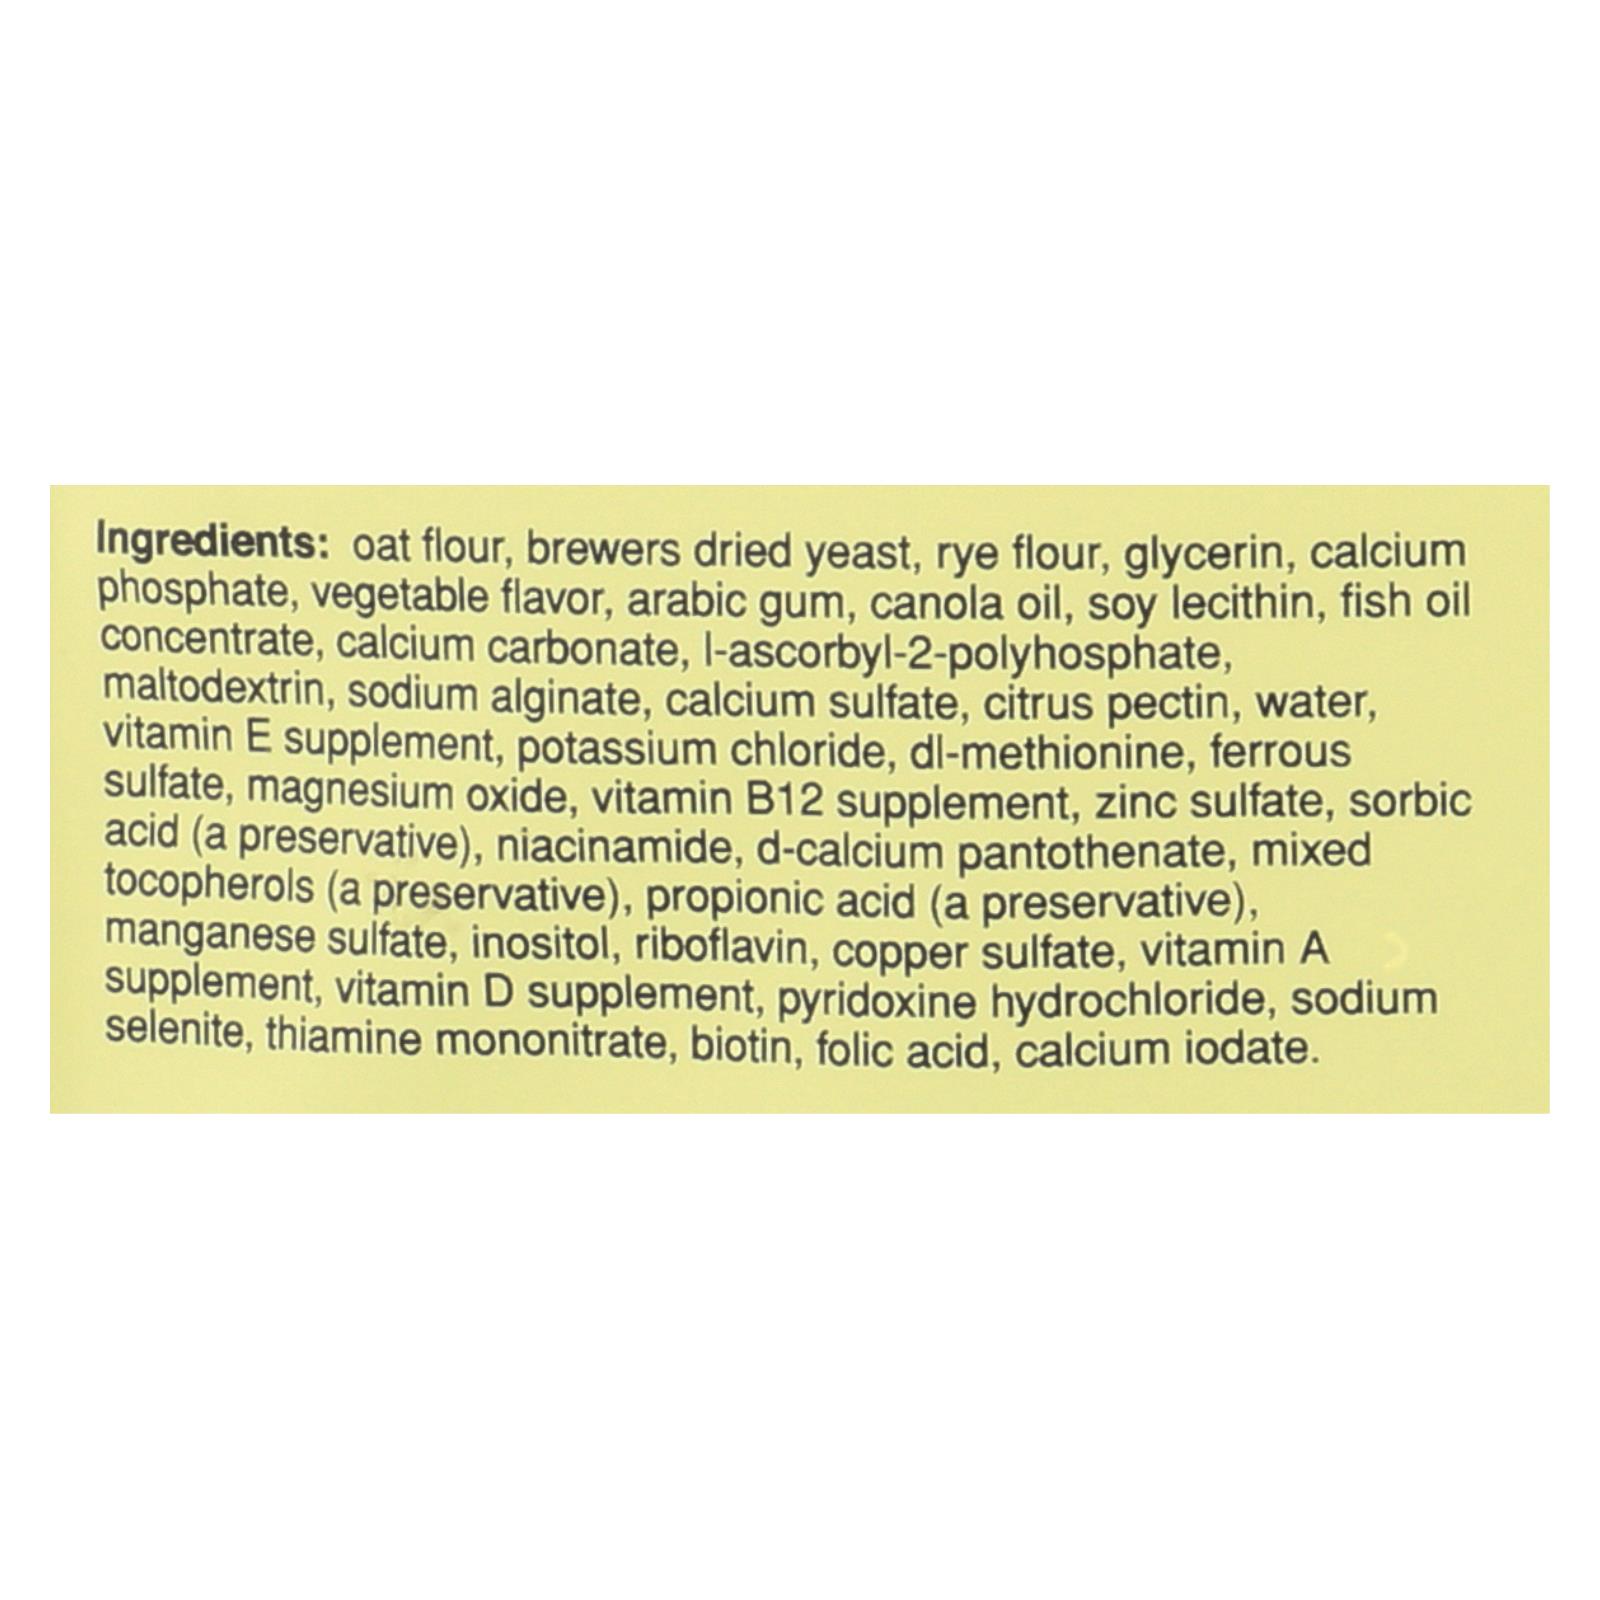 Ingredients: oat flour, brewers dried yeast, rye flour, glycerin, calcium
phosphate, vegetable flavor, arabic gum, canola oil, soy lecithin, fish oil
concentrate, calcium carbonate, l-ascorbyl-2-polyhosphate,
maltodextrin, sodium alginate, calcium sulfate, citrus pectin, water,
vitamin E supplement, potassium chloride, dl-methionine, ferrous
sulfate, magnesium oxide, vitamin B12 supplement, zinc sulfate, sorbic
acid (a preservative), niacinamide, d-calcium pantothenate, mixed
tocopherols (a preservative), propionic acid (a preservative),
manganese sulfate, inositol, riboflavin, copper sulfate, vitamin A
supplement, vitamin D supplement, pyridoxine hydrochloride, sodium
selenite, thiamine mononitrate, biotin, folic acid, calcium iodate.